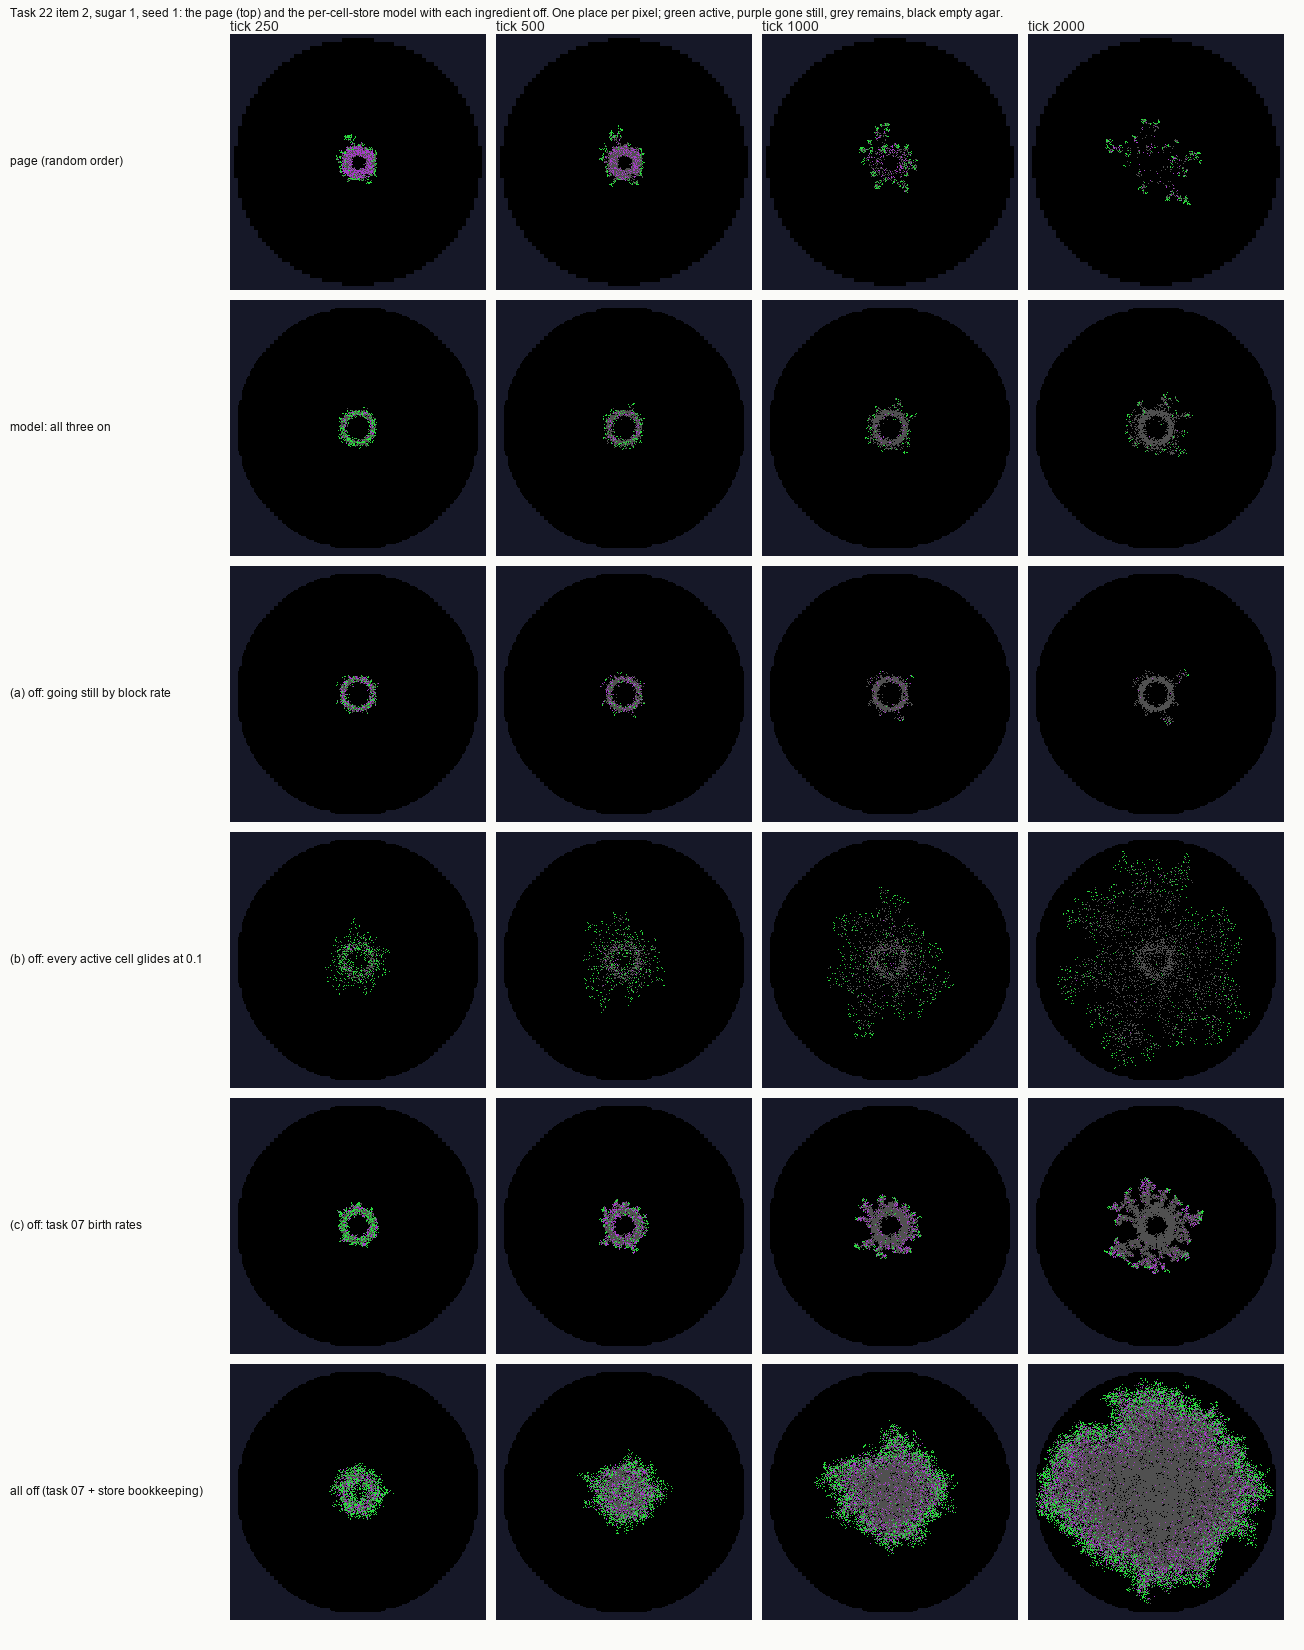 Task 22 item 2, sugar 1, seed 1: the page (top) and the per-cell-store model with each ingredient off. One place per pixel; green active, purple gone still, grey remains, black empty agar.
tick 250 tick 500 tick 1000 tick 2000
page (random order)
model: all three on
(a) off: going still by block rate
(b) off: every active cell glides at 0.1
(c) off: task 07 birth rates
all off (task 07 + store bookkeeping)